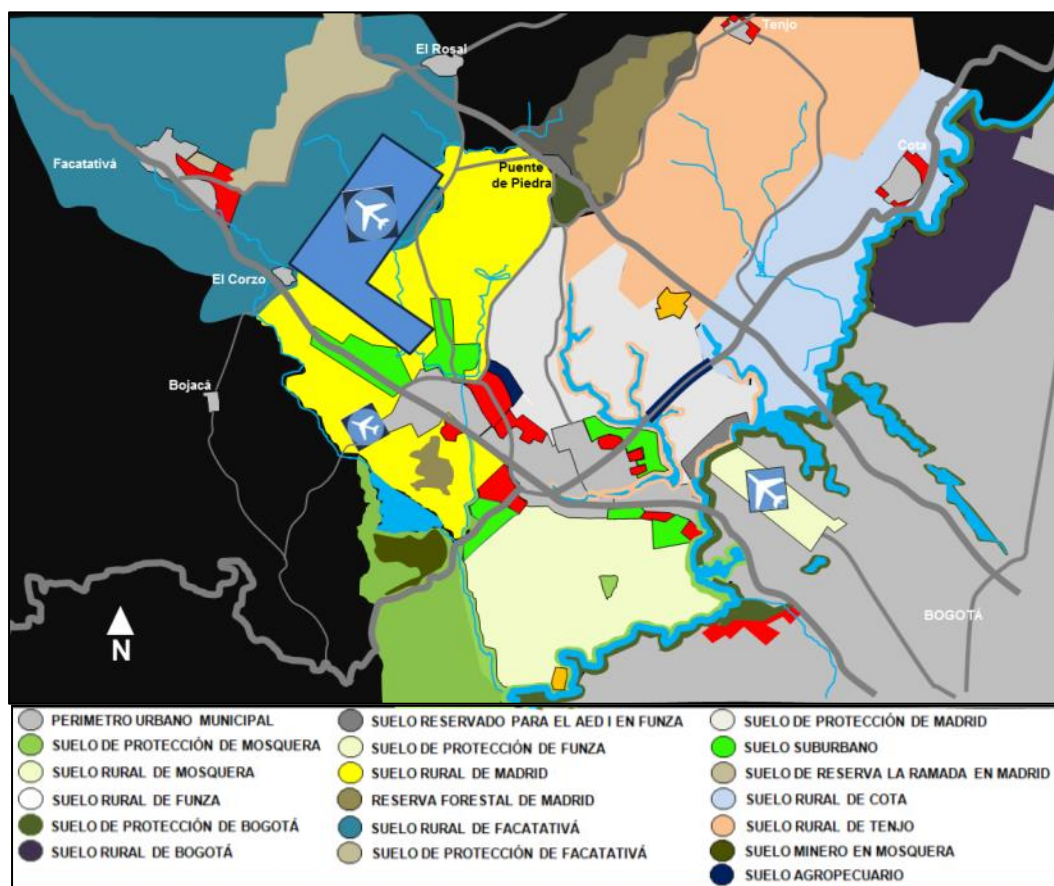 Tenjo
El Rosal
Facatativá
Puente
de Piedra
Cota
El Corzo
Bojacá
N
BOGOTÁ
PERIMETRO URBANO MUNICIPAL
SUELO DE PROTECCIÓN DE MOSQUERA
SUELO RURAL DE MOSQUERA
SUELO RURAL DE FUNZA
SUELO DE PROTECCIÓN DE BOGOTÁ
SUELO RURAL DE BOGOTÁ
SUELO RESERVADO PARA EL AED I EN FUNZA
SUELO DE PROTECCIÓN DE FUNZA
SUELO RURAL DE MADRID
RESERVA FORESTAL DE MADRID
SUELO RURAL DE FACATATIVÁ
SUELO DE PROTECCIÓN DE FACATATIVÁ
SUELO DE PROTECCIÓN DE MADRID
SUELO SUBURBANO
SUELO DE RESERVA LA RAMADA EN MADRID
SUELO RURAL DE COTA
SUELO RURAL DE TENJO
SUELO MINERO EN MOSQUERA
SUELO AGROPECUARIO